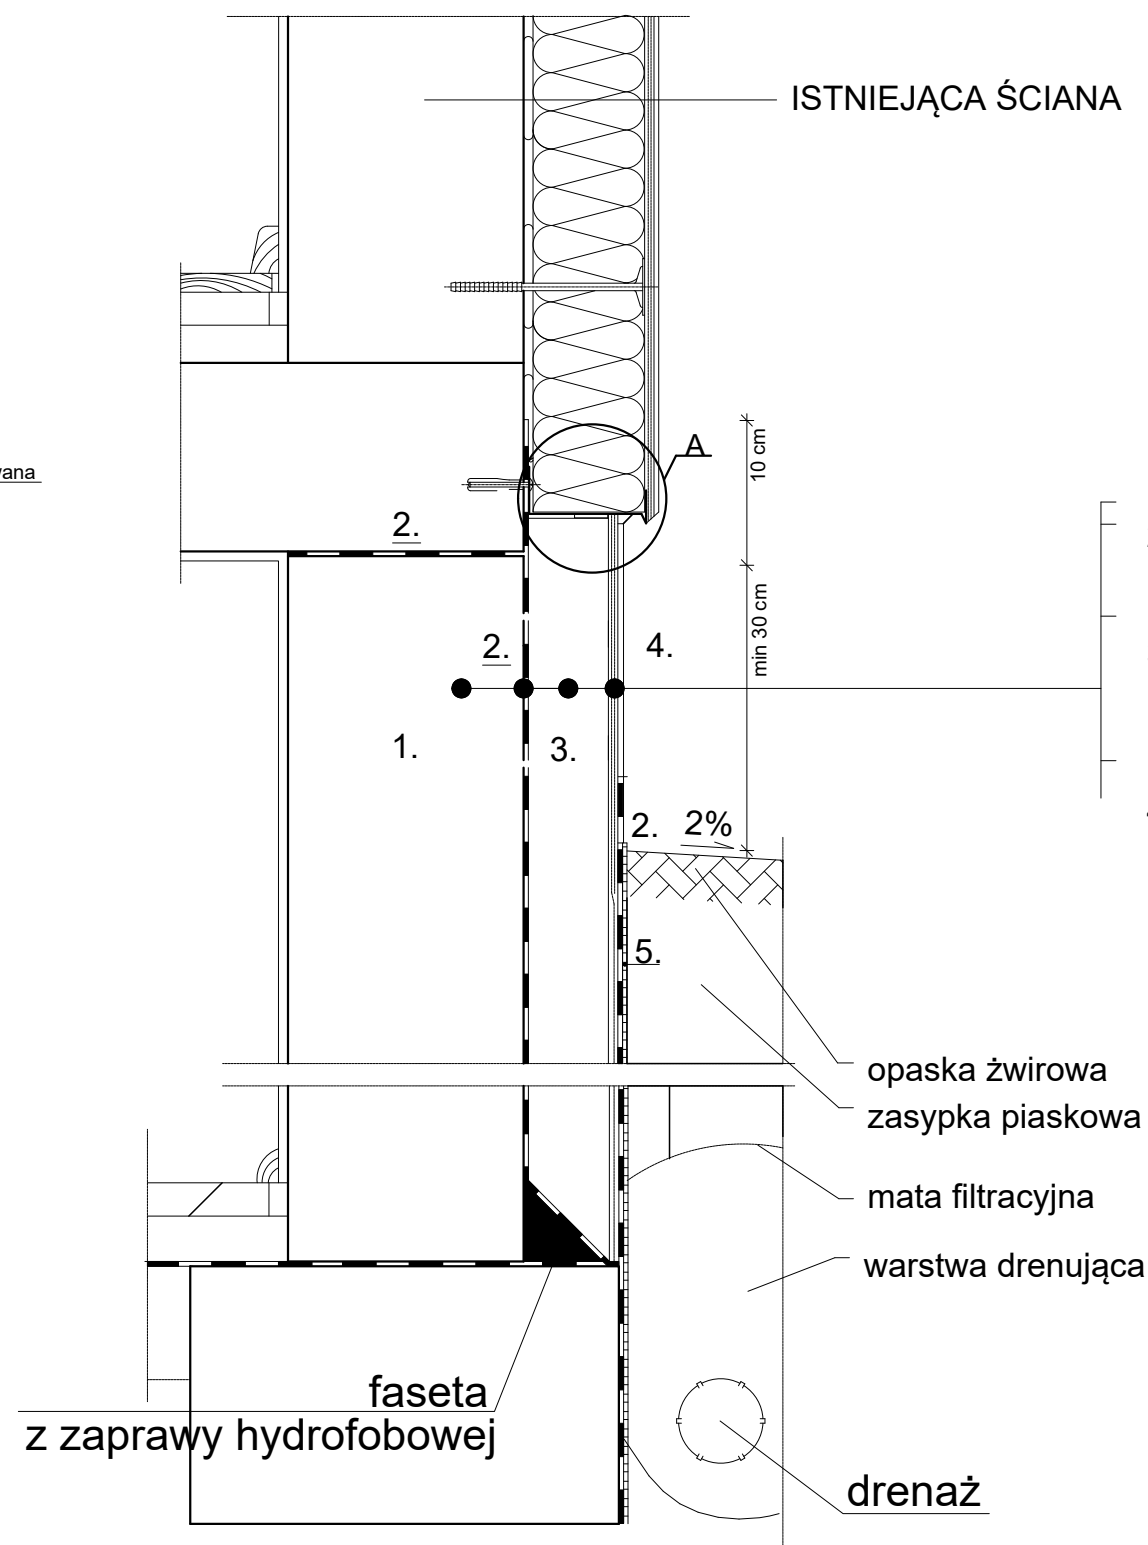 ISTNIEJĄCA ŚCIANA
A
10 cm
2.
min 30 cm
2.
4.
1.
3.
2.
2%
5.
opaska żwirowa
zasypka piaskowa
mata filtracyjna
warstwa drenująca
faseta
z zaprawy hydrofobowej
drenaż